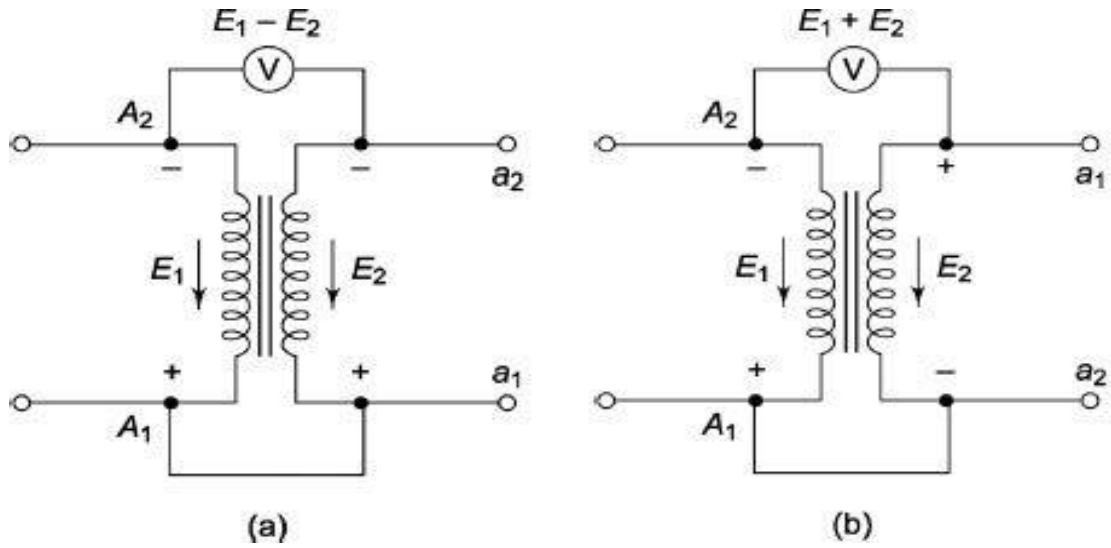 E₁ – E₂
V
A₂
–
–
a₂
E₁
E₂
+
+
a₁
A₁
(a)
E₁ + E₂
V
A₂
–
+
a₁
E₁
E₂
+
–
a₂
A₁
(b)